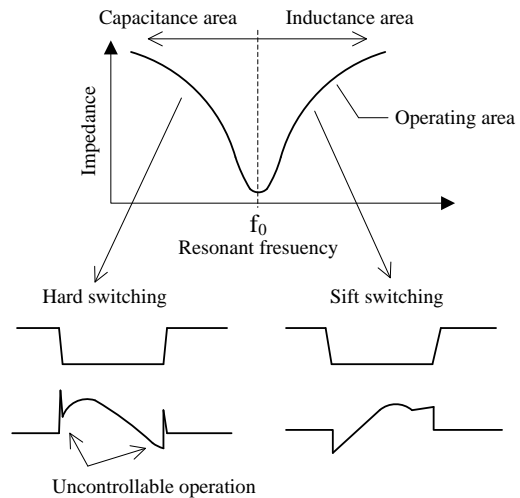 Capacitance area
Inductance area
Impedance
Operating area
f0
Resonant fresuency
Hard switching
Sift switching
Uncontrollable operation